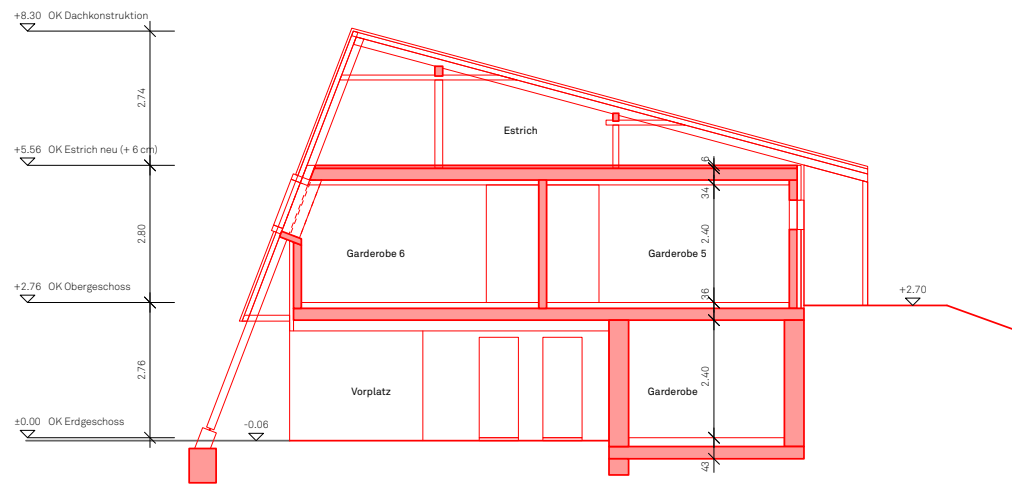 +8.30 OK Dachkonstruktion
2.74
Estrich
+5.56 OK Estrich neu (+ 6 cm)
6
34
2.80
2.40
Garderobe 6
Garderobe 5
+2.76 OK Obergeschoss
36
+2.70
2.76
2.40
Vorplatz
Garderobe
±0.00 OK Erdgeschoss
-0.06
43